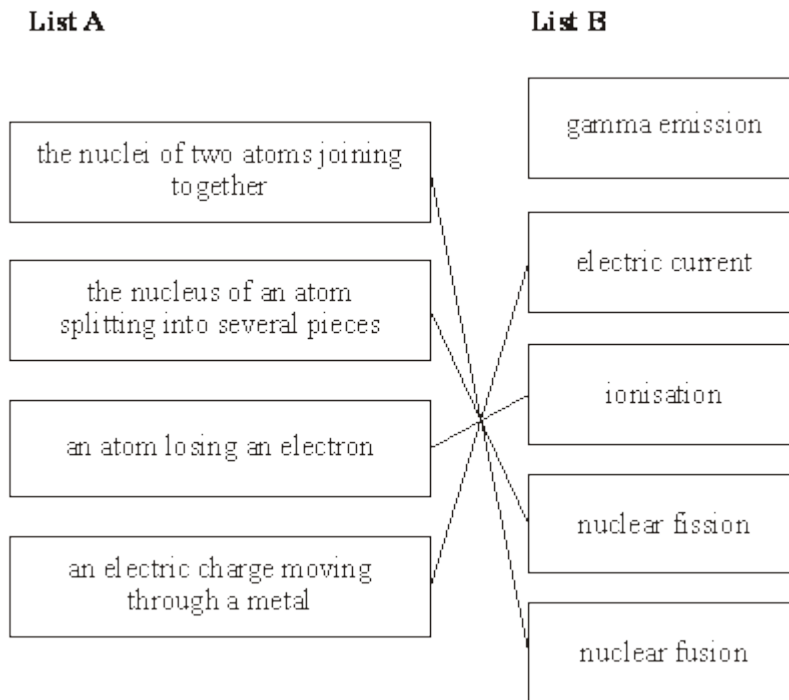 List A
the nuclei of two atoms joining
together
the nucleus of an atom
splitting into several pieces
an atom losing an electron
an electric charge moving
through a metal
List B
gamma emission
electric current
ionisation
nuclear fission
nuclear fusion